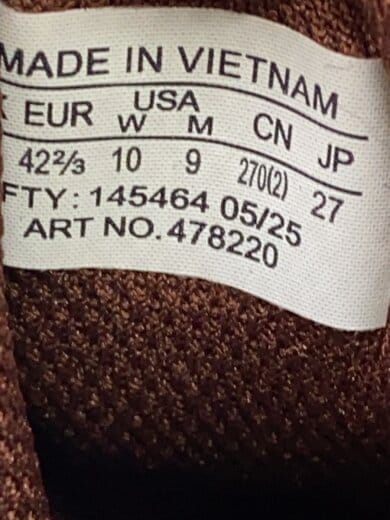 MADE IN VIETNAM
EUR USA CN JP
W M
42⅔ 10 9 270(2) 27
FTY: 145464 05/25
ART NO. 478220